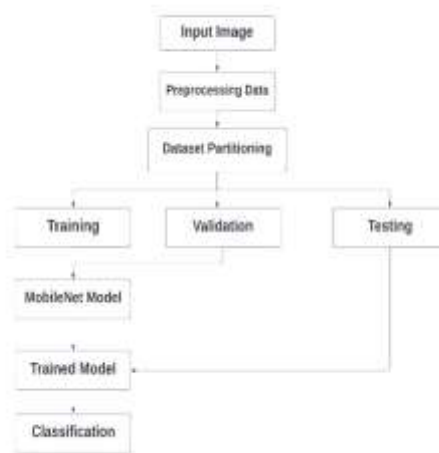 Input Image
Preprocessing Data
Dataset Partitioning
Training
Validation
Testing
MobileNet Model
Trained Model
Classification